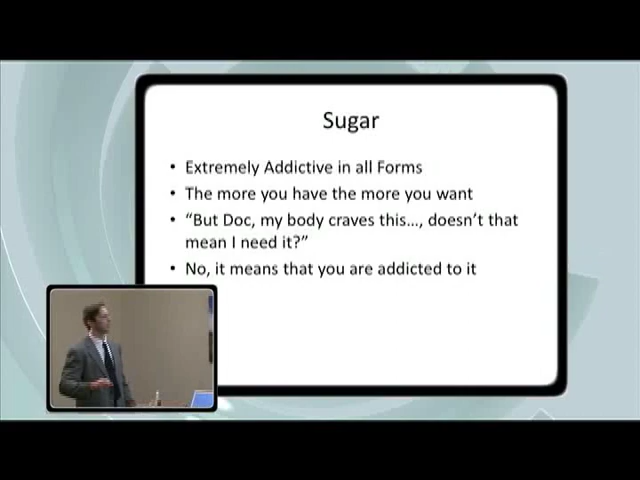 Sugar
• Extremely Addictive in all Forms
• The more you have the more you want
• “But Doc, my body craves this…, doesn’t that
mean I need it?”
• No, it means that you are addicted to it